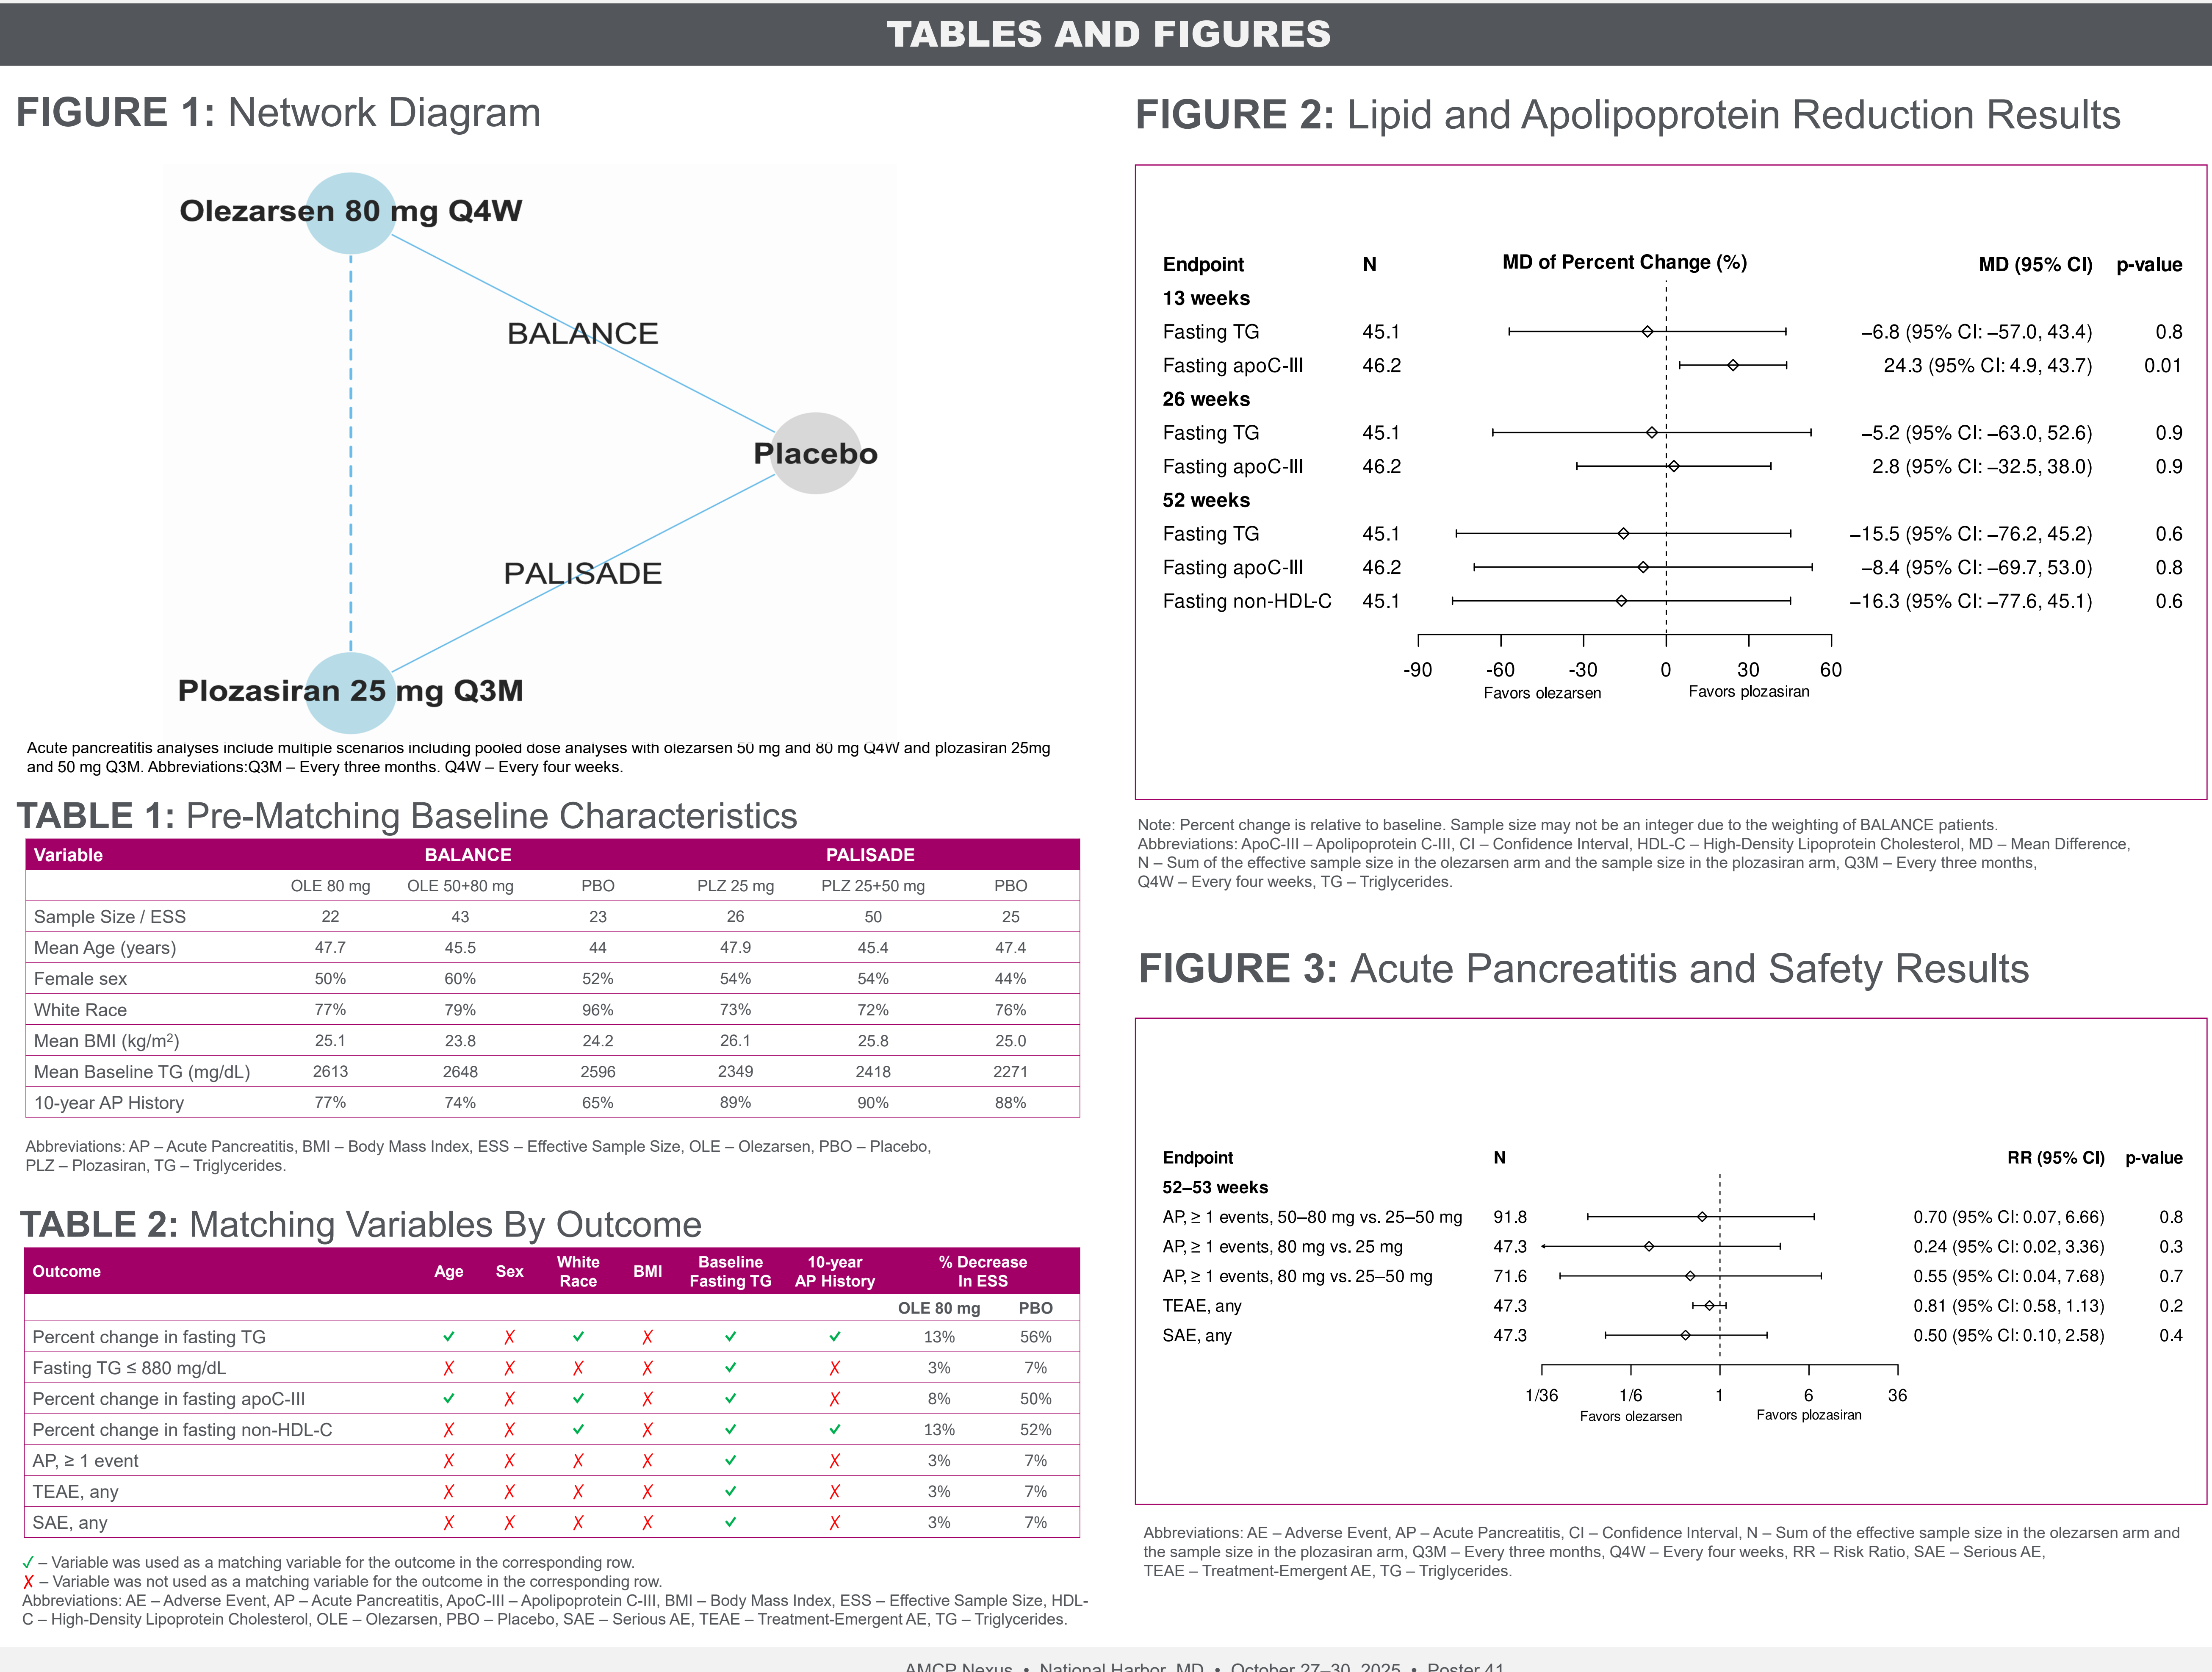 TABLES AND FIGURES
FIGURE 1: Network Diagram
Olezarsen 80 mg Q4W
BALANCE
Placebo
PALISADE
Plozasiran 25 mg Q3M
Acute pancreatitis analyses include multiple scenarios including pooled dose analyses with olezarsen 50 mg and 80 mg Q4W and plozasiran 25mg
and 50 mg Q3M. Abbreviations:Q3M – Every three months. Q4W – Every four weeks.
TABLE 1: Pre-Matching Baseline Characteristics
Variable BALANCE PALISADE
OLE 80 mg OLE 50+80 mg PBO PLZ 25 mg PLZ 25+50 mg PBO
Sample Size / ESS 22 43 23 26 50 25
Mean Age (years) 47.7 45.5 44 47.9 45.4 47.4
Female sex 50% 60% 52% 54% 54% 44%
White Race 77% 79% 96% 73% 72% 76%
Mean BMI (kg/m²) 25.1 23.8 24.2 26.1 25.8 25.0
Mean Baseline TG (mg/dL) 2613 2648 2596 2349 2418 2271
10-year AP History 77% 74% 65% 89% 90% 88%
Abbreviations: AP – Acute Pancreatitis, BMI – Body Mass Index, ESS – Effective Sample Size, OLE – Olezarsen, PBO – Placebo,
PLZ – Plozasiran, TG – Triglycerides.
TABLE 2: Matching Variables By Outcome
Outcome Age Sex White Race BMI Baseline Fasting TG 10-year AP History % Decrease In ESS
OLE 80 mg PBO
Percent change in fasting TG ✓ ✗ ✓ ✗ ✓ ✓ 13% 56%
Fasting TG ≤ 880 mg/dL ✗ ✗ ✗ ✗ ✓ ✗ 3% 7%
Percent change in fasting apoC-III ✓ ✗ ✓ ✗ ✓ ✗ 8% 50%
Percent change in fasting non-HDL-C ✗ ✗ ✓ ✗ ✓ ✓ 13% 52%
AP, ≥ 1 event ✗ ✗ ✗ ✗ ✓ ✗ 3% 7%
TEAE, any ✗ ✗ ✗ ✗ ✓ ✗ 3% 7%
SAE, any ✗ ✗ ✗ ✗ ✓ ✗ 3% 7%
✓ – Variable was used as a matching variable for the outcome in the corresponding row.
✗ – Variable was not used as a matching variable for the outcome in the corresponding row.
Abbreviations: AE – Adverse Event, AP – Acute Pancreatitis, ApoC-III – Apolipoprotein C-III, BMI – Body Mass Index, ESS – Effective Sample Size, HDL-
C – High-Density Lipoprotein Cholesterol, OLE – Olezarsen, PBO – Placebo, SAE – Serious AE, TEAE – Treatment-Emergent AE, TG – Triglycerides.
FIGURE 2: Lipid and Apolipoprotein Reduction Results
Endpoint N MD of Percent Change (%) MD (95% CI) p-value
13 weeks
Fasting TG 45.1 −6.8 (95% CI: −57.0, 43.4) 0.8
Fasting apoC-III 46.2 24.3 (95% CI: 4.9, 43.7) 0.01
26 weeks
Fasting TG 45.1 −5.2 (95% CI: −63.0, 52.6) 0.9
Fasting apoC-III 46.2 2.8 (95% CI: −32.5, 38.0) 0.9
52 weeks
Fasting TG 45.1 −15.5 (95% CI: −76.2, 45.2) 0.6
Fasting apoC-III 46.2 −8.4 (95% CI: −69.7, 53.0) 0.8
Fasting non-HDL-C 45.1 −16.3 (95% CI: −77.6, 45.1) 0.6
-90 -60 -30 0 30 60
Favors olezarsen Favors plozasiran
Note: Percent change is relative to baseline. Sample size may not be an integer due to the weighting of BALANCE patients.
Abbreviations: ApoC-III – Apolipoprotein C-III, CI – Confidence Interval, HDL-C – High-Density Lipoprotein Cholesterol, MD – Mean Difference,
N – Sum of the effective sample size in the olezarsen arm and the sample size in the plozasiran arm, Q3M – Every three months,
Q4W – Every four weeks, TG – Triglycerides.
FIGURE 3: Acute Pancreatitis and Safety Results
Endpoint N RR (95% CI) p-value
52–53 weeks
AP, ≥ 1 events, 50–80 mg vs. 25–50 mg 91.8 0.70 (95% CI: 0.07, 6.66) 0.8
AP, ≥ 1 events, 80 mg vs. 25 mg 47.3 0.24 (95% CI: 0.02, 3.36) 0.3
AP, ≥ 1 events, 80 mg vs. 25–50 mg 71.6 0.55 (95% CI: 0.04, 7.68) 0.7
TEAE, any 47.3 0.81 (95% CI: 0.58, 1.13) 0.2
SAE, any 47.3 0.50 (95% CI: 0.10, 2.58) 0.4
1/36 1/6 1 6 36
Favors olezarsen Favors plozasiran
Abbreviations: AE – Adverse Event, AP – Acute Pancreatitis, CI – Confidence Interval, N – Sum of the effective sample size in the olezarsen arm and
the sample size in the plozasiran arm, Q3M – Every three months, Q4W – Every four weeks, RR – Risk Ratio, SAE – Serious AE,
TEAE – Treatment-Emergent AE, TG – Triglycerides.
AMCP Nexus • National Harbor, MD • October 27–30, 2025 • Poster 41